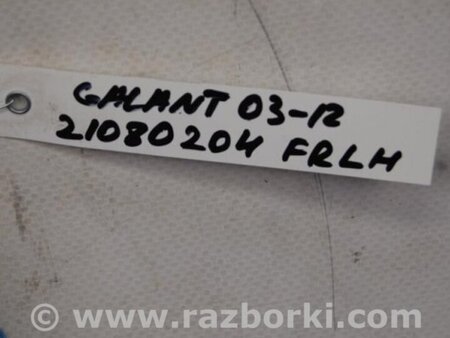 GALANT 03-12
21080204 FRLH
© www.razborki.com